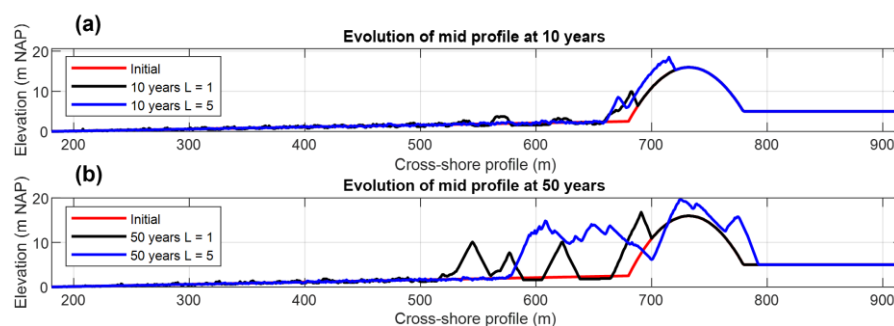 (a)
Evolution of mid profile at 10 years
Elevation (m NAP)
20
10
0
Initial
10 years L = 1
10 years L = 5
200 300 400 500 600 700 800 900
Cross-shore profile (m)
(b)
Evolution of mid profile at 50 years
Elevation (m NAP)
20
10
0
Initial
50 years L = 1
50 years L = 5
200 300 400 500 600 700 800 900
Cross-shore profile (m)